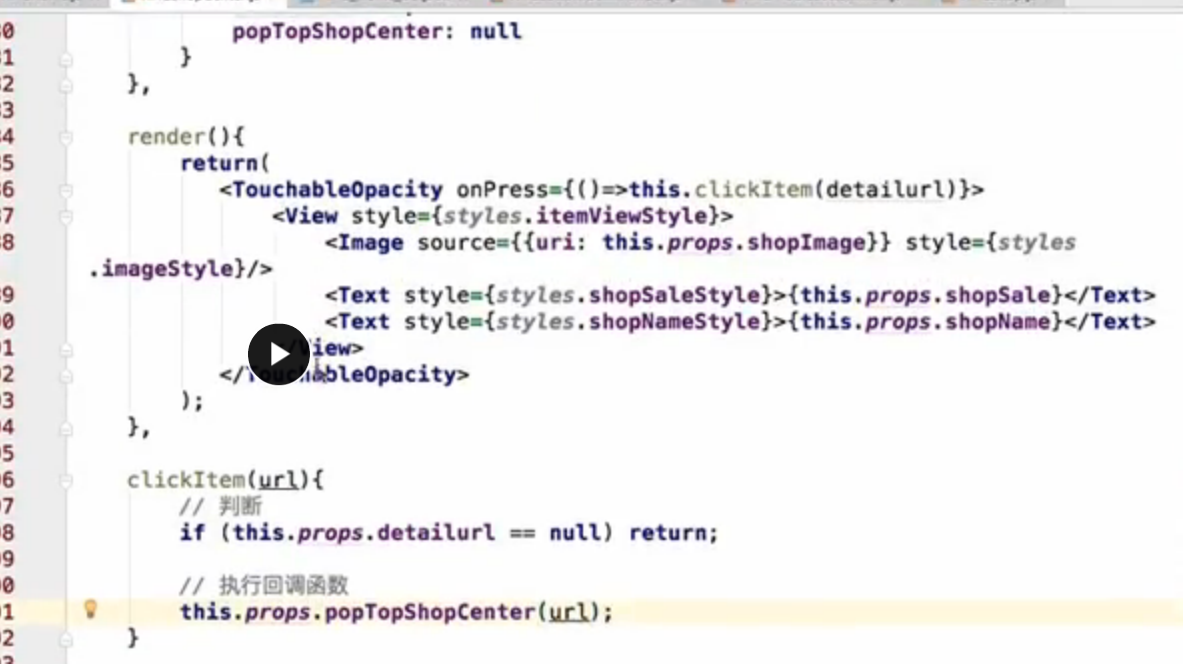 0 popTopShopCenter: null
1 }
2 },
3
4 render(){
5 return(
6 <TouchableOpacity onPress={()=>this.clickItem(detailurl)}>
7 <View style={styles.itemViewStyle}>
8 <Image source={{uri: this.props.shopImage}} style={styles
.imageStyle}/>
9 <Text style={styles.shopSaleStyle}>{this.props.shopSale}</Text>
0 <Text style={styles.shopNameStyle}>{this.props.shopName}</Text>
1 </View>
2 </TouchableOpacity>
3 );
4 },
5
6 clickItem(url){
7 // 判断
8 if (this.props.detailurl == null) return;
9
0 // 执行回调函数
1 this.props.popTopShopCenter(url);
2 }